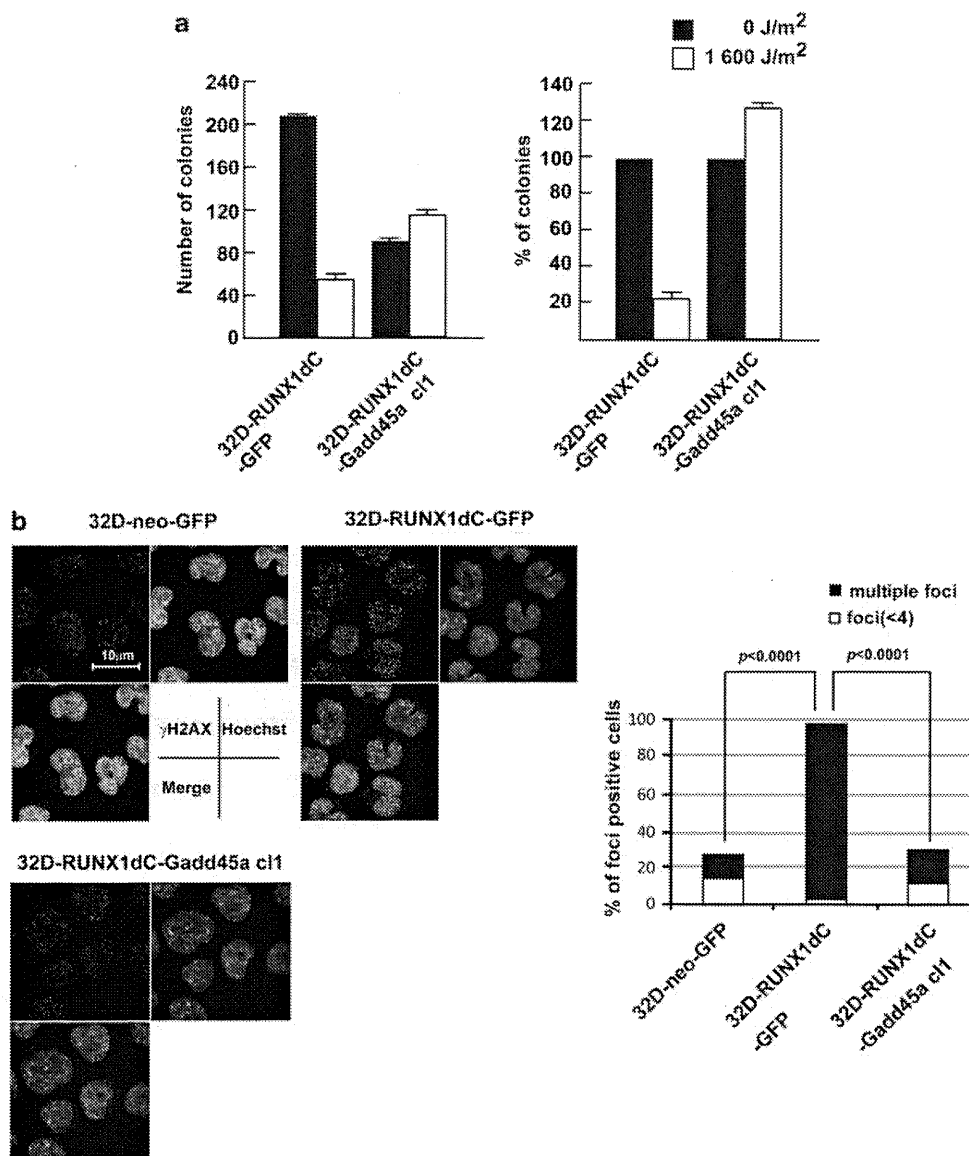 a
0 J/m2
1 600 J/m2
Number of colonies
240
200
160
120
80
40
0
32D-RUNX1dC
-GFP
32D-RUNX1dC
-Gadd45a cl1
% of colonies
140
120
100
80
60
40
20
32D-RUNX1dC
-GFP
32D-RUNX1dC
-Gadd45a cl1
b
32D-neo-GFP
10μm
γH2AX
Hoechst
Merge
32D-RUNX1dC-GFP
32D-RUNX1dC-Gadd45a cl1
multiple foci
foci(<4)
p<0.0001
p<0.0001
% of foci positive cells
100
80
60
40
20
0
32D-neo-GFP
32D-RUNX1dC
-GFP
32D-RUNX1dC
-Gadd45a cl1